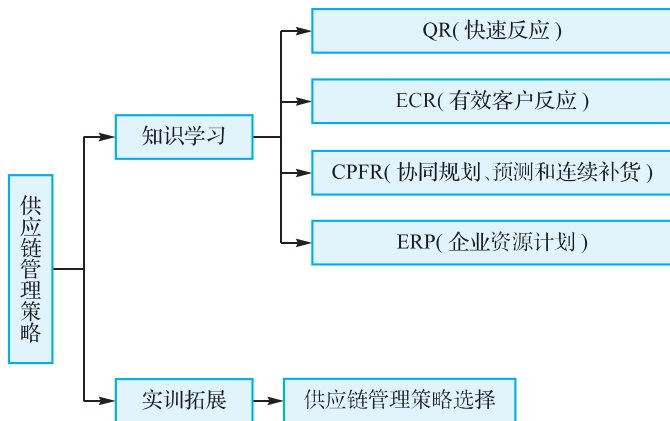 供应链管理策略
知识学习
QR(快速反应)
ECR(有效客户反应)
CPFR(协同规划、预测和连续补货)
ERP(企业资源计划)
实训拓展
供应链管理策略选择